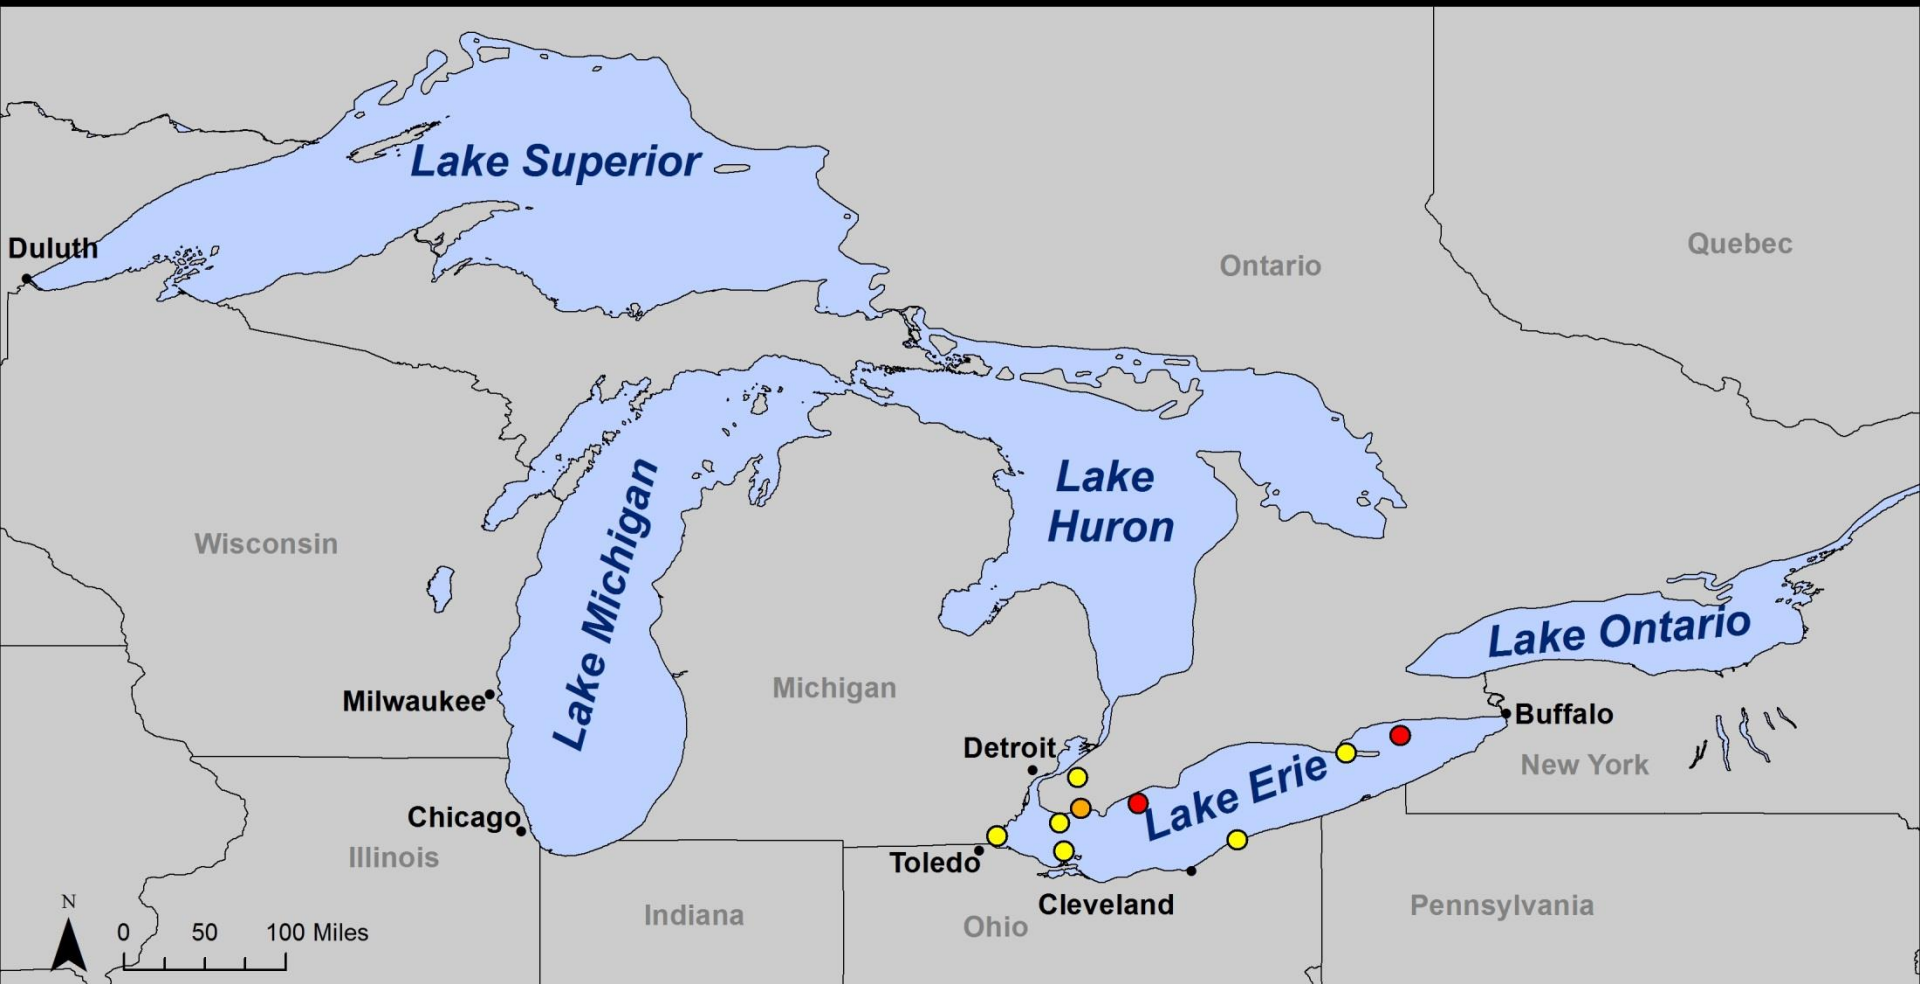 Lake Superior
Duluth
Quebec
Ontario
Lake
Huron
Lake Michigan
Wisconsin
Lake Ontario
Milwaukee
Michigan
Buffalo
Detroit
New York
Lake Erie
Chicago
Illinois
Toledo
Cleveland
Pennsylvania
Indiana
Ohio
N
0 50 100 Miles